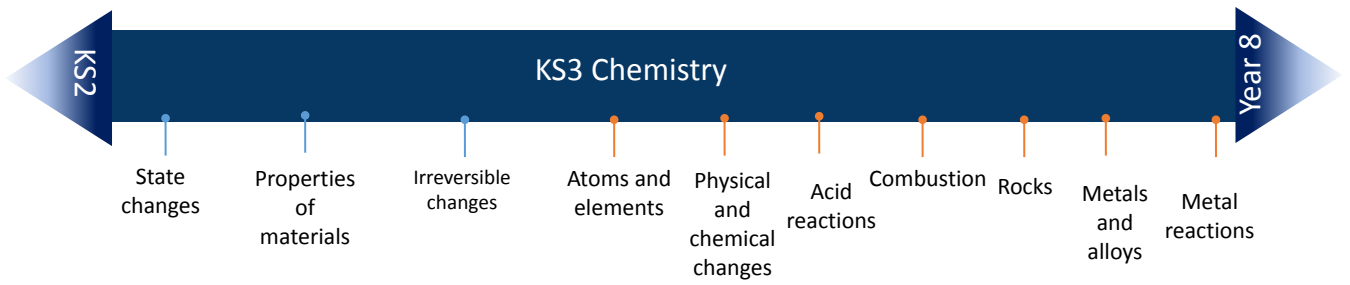 KS2
KS3 Chemistry
Year 8
State
changes
Properties
of
materials
Irreversible
changes
Atoms and
elements
Physical
and
chemical
changes
Acid
reactions
Combustion
Rocks
Metals
and
alloys
Metal
reactions